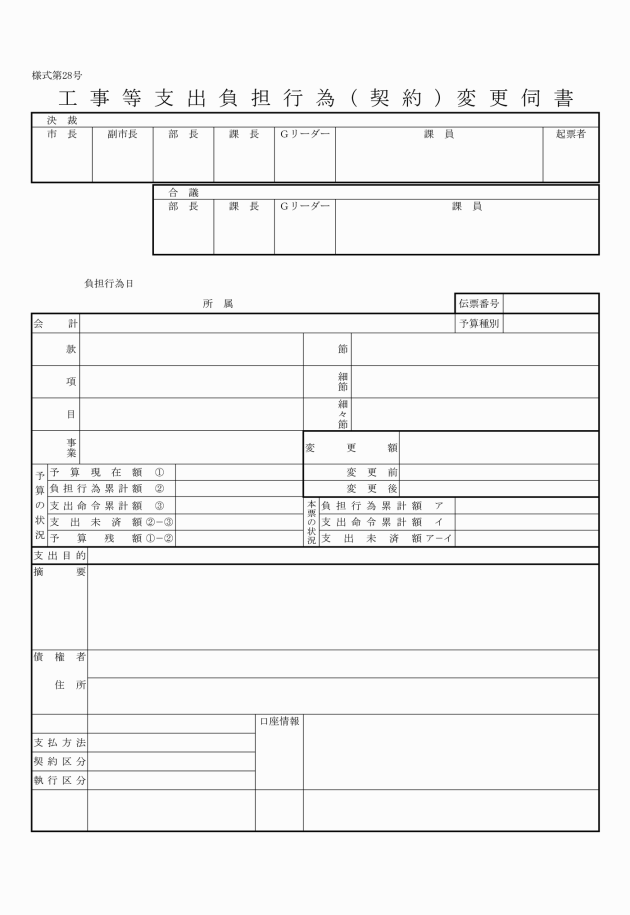 様式第28号
工事等支出負担行為(契約)変更伺書
決裁
市長 副市長 部長 課長 Gリーダー 課員 起票者
合議
部長 課長 Gリーダー 課員
負担行為日
所属 伝票番号
会計 予算種別
款 節
項 細節
目 細々節
事業 変更額
予算の状況 予算現在額① 変更前
負担行為累計額② 変更後
支出命令累計額③ 本票の状況 負担行為累計額ア
支出未済額②−③ 支出命令累計額イ
予算残額①−② 支出未済額ア−イ
支出目的
摘要
債権者
住所
口座情報
支払方法
契約区分
執行区分